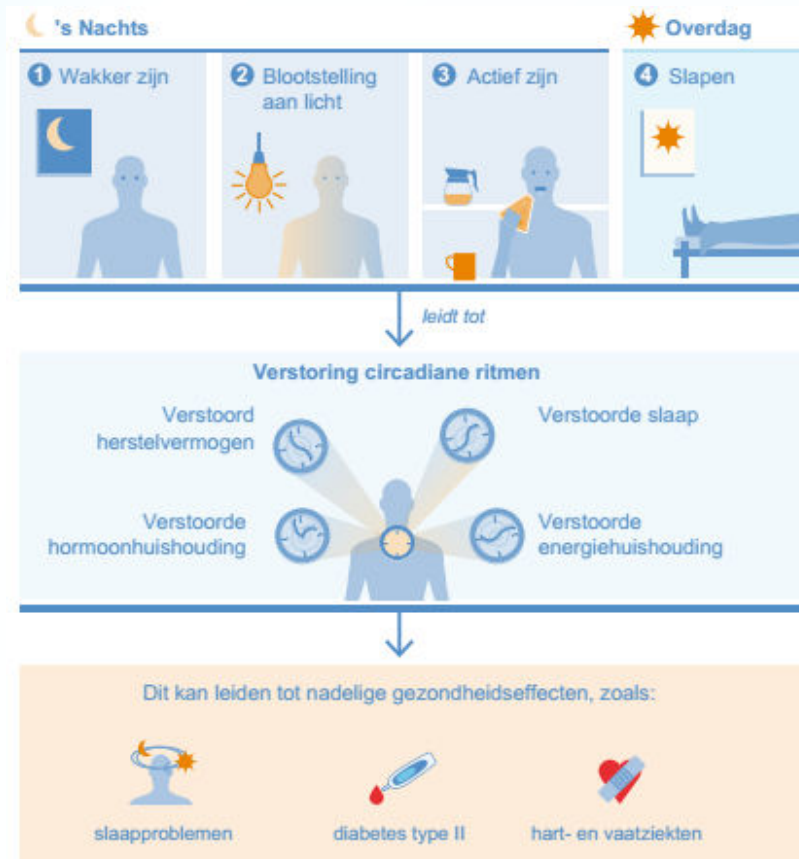 's Nachts
Overdag
1 Wakker zijn
2 Blootstelling
aan licht
3 Actief zijn
4 Slapen
leidt tot
Verstoring circadiane ritmen
Verstoord
herstelvermogen
Verstoorde slaap
Verstoorde
hormoonhuishouding
Verstoorde
energiehuishouding
Dit kan leiden tot nadelige gezondheidseffecten, zoals:
slaapproblemen
diabetes type II
hart- en vaatziekten